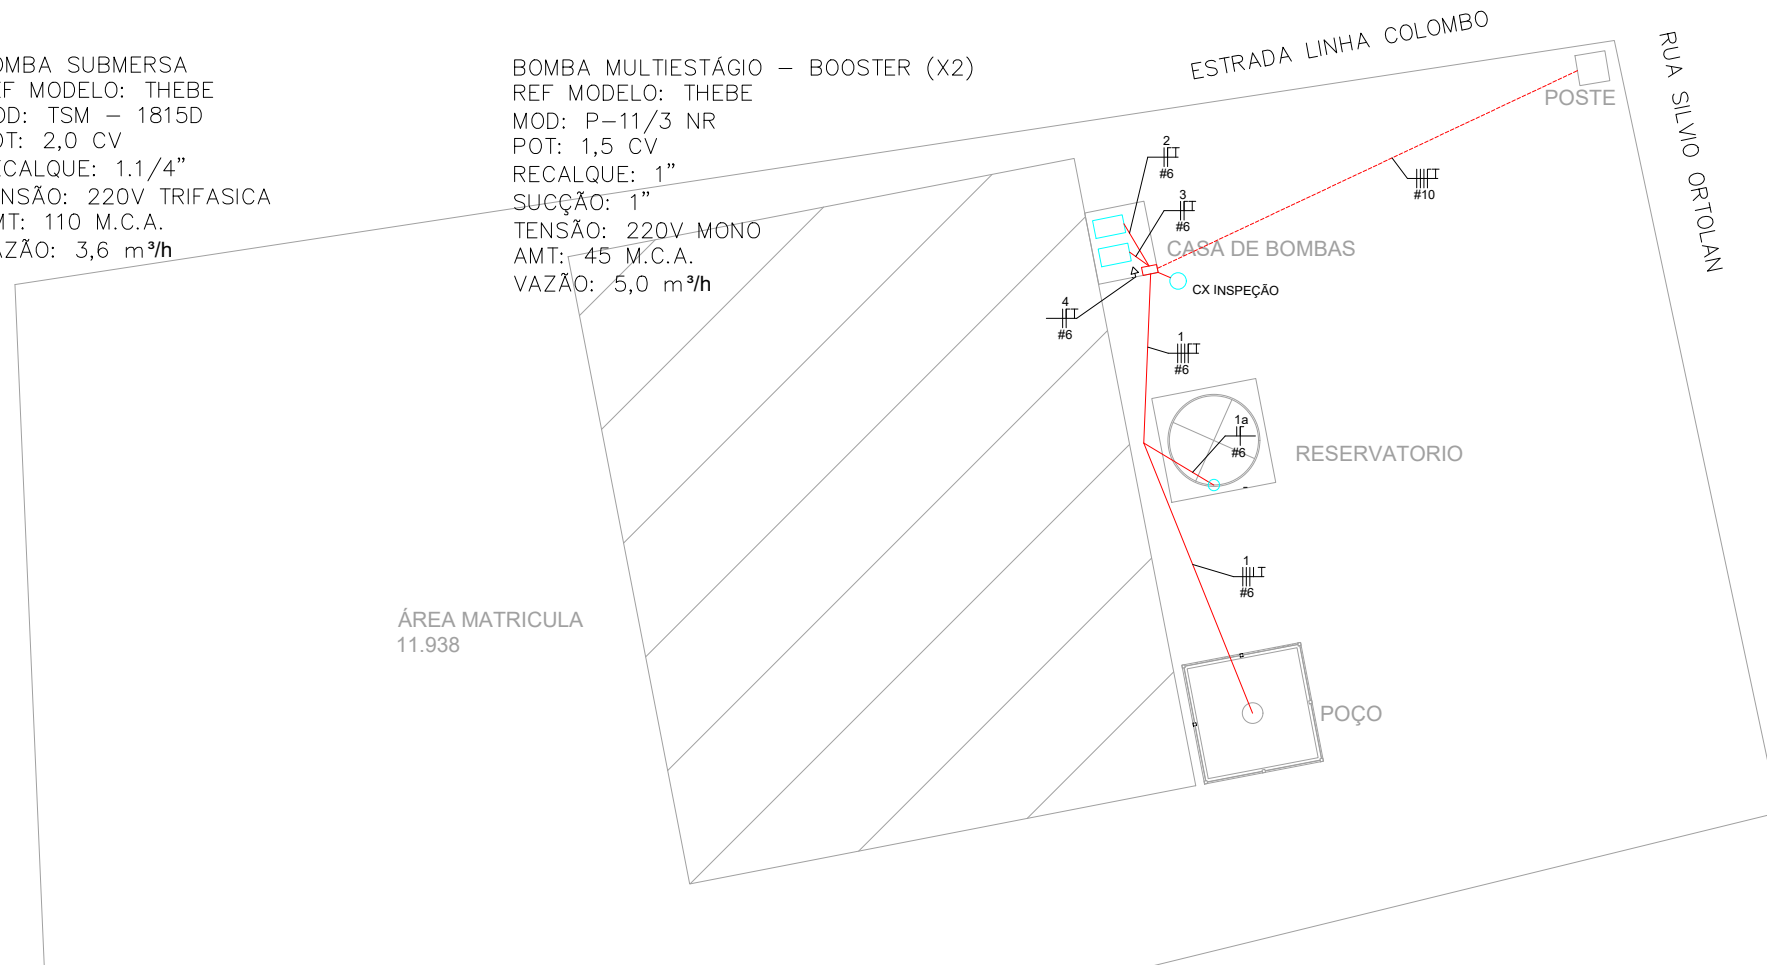 OMBA SUBMERSA
EF MODELO: THEBE
OD: TSM – 1815D
OT: 2,0 CV
ECALQUE: 1.1/4”
ENSÃO: 220V TRIFASICA
MT: 110 M.C.A.
AZÃO: 3,6 m³/h
BOMBA MULTIESTÁGIO – BOOSTER (X2)
REF MODELO: THEBE
MOD: P–11/3 NR
POT: 1,5 CV
RECALQUE: 1”
SUCÇÃO: 1”
TENSÃO: 220V MONO
AMT: 45 M.C.A.
VAZÃO: 5,0 m³/h
ESTRADA LINHA COLOMBO
RUA SILVIO ORTOLAN
POSTE
#10
2
#6
3
#6
CASA DE BOMBAS
CX INSPEÇÃO
4
#6
1
#6
1a
#6
RESERVATORIO
1
#6
ÁREA MATRICULA
11.938
POÇO